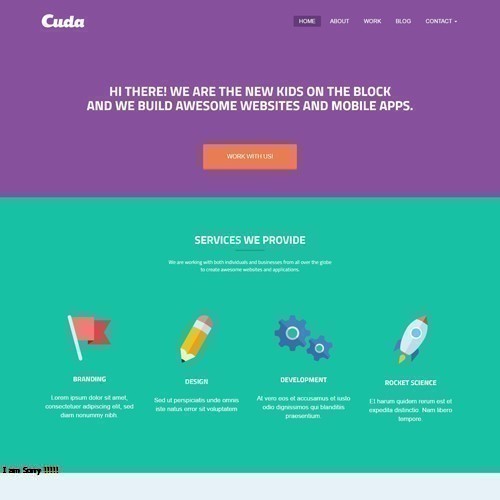 Cuda
HOME ABOUT WORK BLOG CONTACT
HI THERE! WE ARE THE NEW KIDS ON THE BLOCK
AND WE BUILD AWESOME WEBSITES AND MOBILE APPS.
WORK WITH US!
SERVICES WE PROVIDE
We are working with both individuals and businesses from all over the globe
to create awesome websites and applications.
BRANDING
Lorem ipsum dolor sit amet,
consectetuer adipiscing elit, sed
diam nonummy nibh
DESIGN
Sed ut perspiciatis unde omnis
iste natus error sit voluptatem
DEVELOPMENT
At vero eos et accusamus et iusto
odio dignissimos qui blanditiis
praesentium
ROCKET SCIENCE
Et harum quidem rerum est et
expedita distinctio. Nam libero
tempore
I am Sorry !!!!!